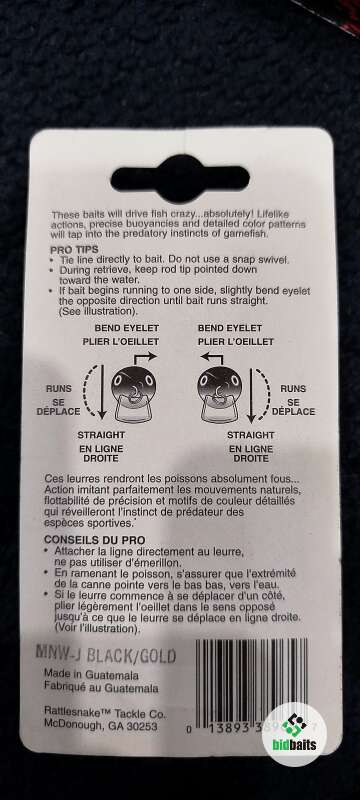 These baits will drive fish crazy...absolutely! Lifelike
actions, precise buoyancies and detailed color patterns
will tap into the predatory instincts of gamefish.
PRO TIPS
• Tie line directly to bait. Do not use a snap swivel.
• During retrieve, keep rod tip pointed down
toward the water.
• If bait begins running to one side, slightly bend eyelet
the opposite direction until bait runs straight.
(See illustration).
BEND EYELET BEND EYELET
PLIER L'OEILLET PLIER L'OEILLET
RUNS RUNS
SE SE
DÉPLACE DÉPLACE
STRAIGHT STRAIGHT
EN LIGNE EN LIGNE
DROITE DROITE
Ces leurres rendront les poissons absolument fous...
Action imitant parfaitement les mouvements naturels,
flottabilité de précision et motifs de couleur détaillés
qui réveilleront l'instinct de prédateur des
espèces sportives.
CONSEILS DU PRO
• Attacher la ligne directement au leurre,
ne pas utiliser d'émerillon.
• En ramenant le poisson, s'assurer que l'extrémité
de la canne pointe vers le bas bas, vers l'eau.
• Si le leurre commence à se déplacer d'un côté,
plier légèrement l'oeillet dans le sens opposé
jusqu'à ce que le leurre se déplace en ligne droite.
(Voir l'illustration).
MNW-J BLACK/GOLD
Made in Guatemala
Fabriqué au Guatemala
Rattlesnake™ Tackle Co.
McDonough, GA 30253
0 13893 7
bidbaits